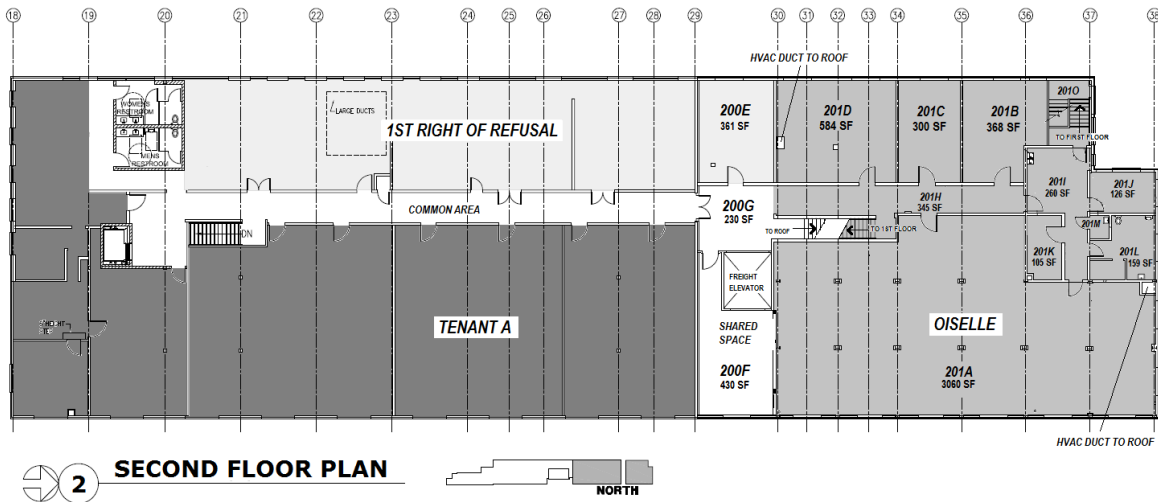 18 19 20 21 22 23 24 25 26 27 28 29 30 31 32 33 34 35 36 37 38
HVAC DUCT TO ROOF
WOMENS
RESTROOM
MENS
RESTROOM
LARGE DUCTS
1ST RIGHT OF REFUSAL
200E
361 SF
201D
584 SF
201C
300 SF
201B
368 SF
201O
TO FIRST FLOOR
201I
260 SF
201J
126 SF
COMMON AREA
200G
230 SF
201H
345 SF
DN
TO ROOF
TO 1ST FLOOR
201M
201K
105 SF
201L
159 SF
FREIGHT
ELEVATOR
TENANT A
SHARED
SPACE
OISELLE
200F
430 SF
201A
3060 SF
HVAC DUCT TO ROOF
2
SECOND FLOOR PLAN
NORTH